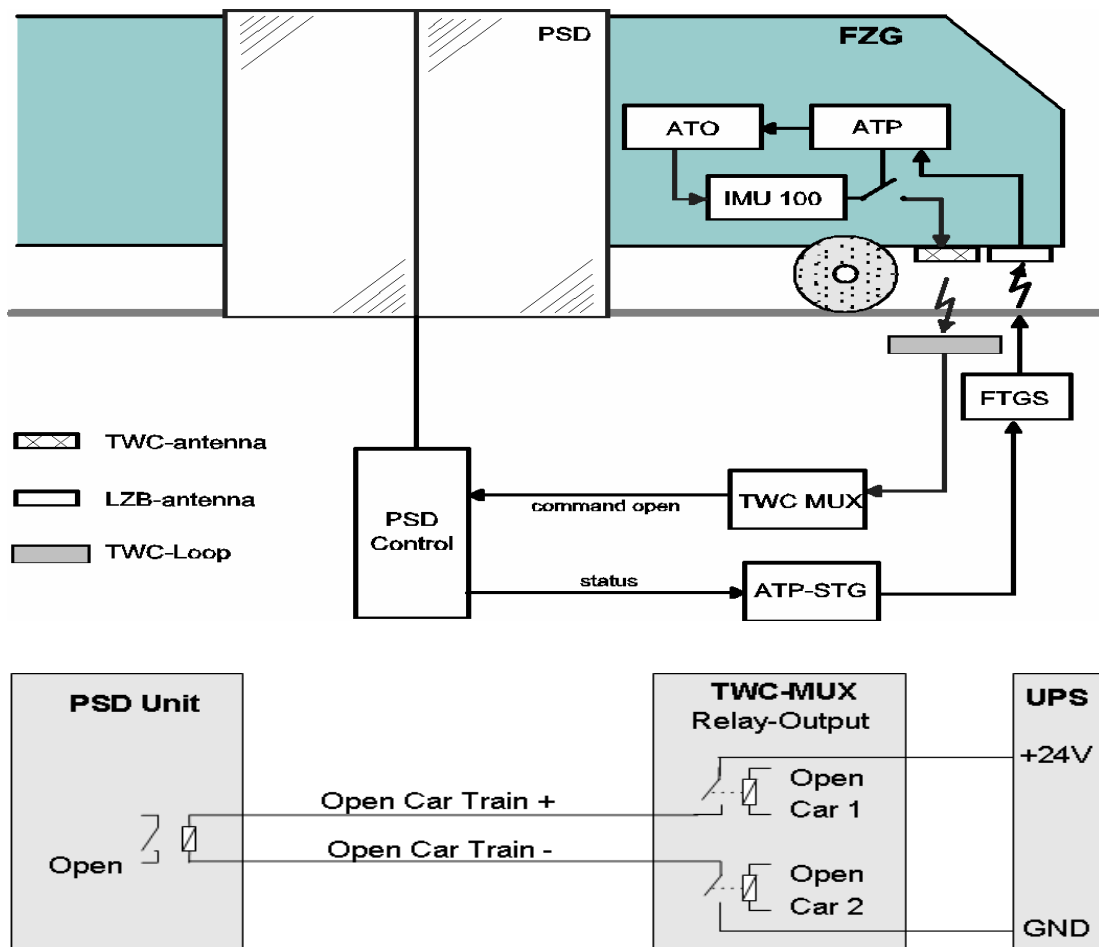 PSD
FZG
ATO
ATP
IMU 100
FTGS
TWC-antenna
LZB-antenna
TWC-Loop
PSD
Control
command open
TWC MUX
status
ATP-STG
PSD Unit
TWC-MUX
Relay-Output
UPS
+24V
Open
Car 1
Open Car Train +
Open Car Train -
Open
Open
Car 2
GND